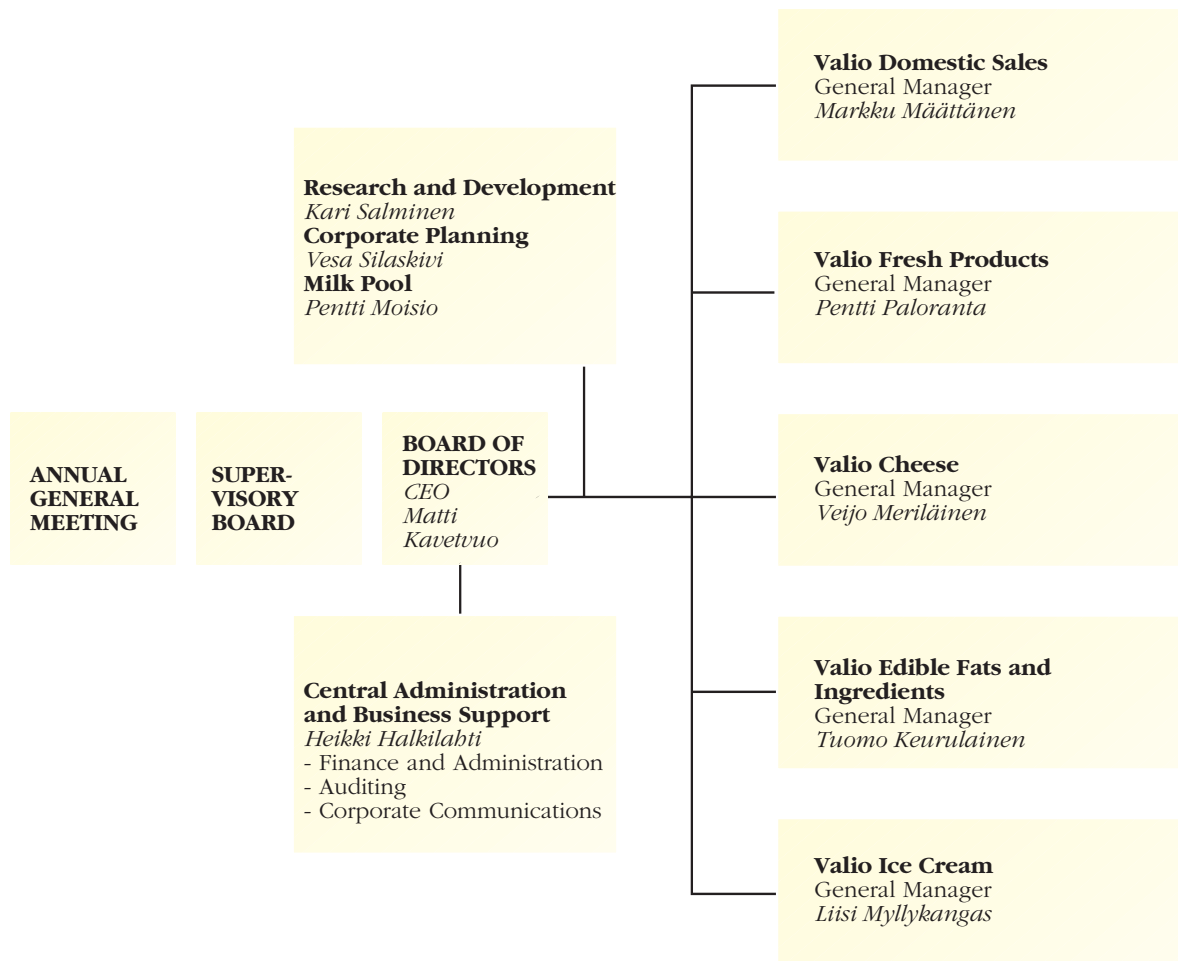 Research and Development
Kari Salminen
Corporate Planning
Vesa Silaskivi
Milk Pool
Pentti Moisio
ANNUAL
GENERAL
MEETING
SUPER-
VISORY
BOARD
BOARD OF
DIRECTORS
CEO
Matti
Kavetvuo
Central Administration
and Business Support
Heikki Halkilahti
- Finance and Administration
- Auditing
- Corporate Communications
Valio Domestic Sales
General Manager
Markku Määttänen
Valio Fresh Products
General Manager
Pentti Paloranta
Valio Cheese
General Manager
Veijo Meriläinen
Valio Edible Fats and
Ingredients
General Manager
Tuomo Keurulainen
Valio Ice Cream
General Manager
Liisi Myllykangas